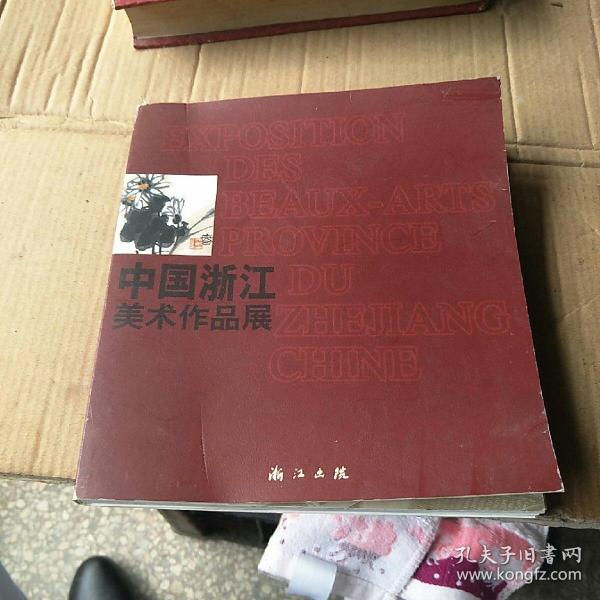 EXPOSITION
DES
BEAUX-ARTS
PROVINCE
DU
ZHEJIANG
CHINE
中国浙江
美术作品展
浙江画院
孔夫子旧书网
www.kongfz.com